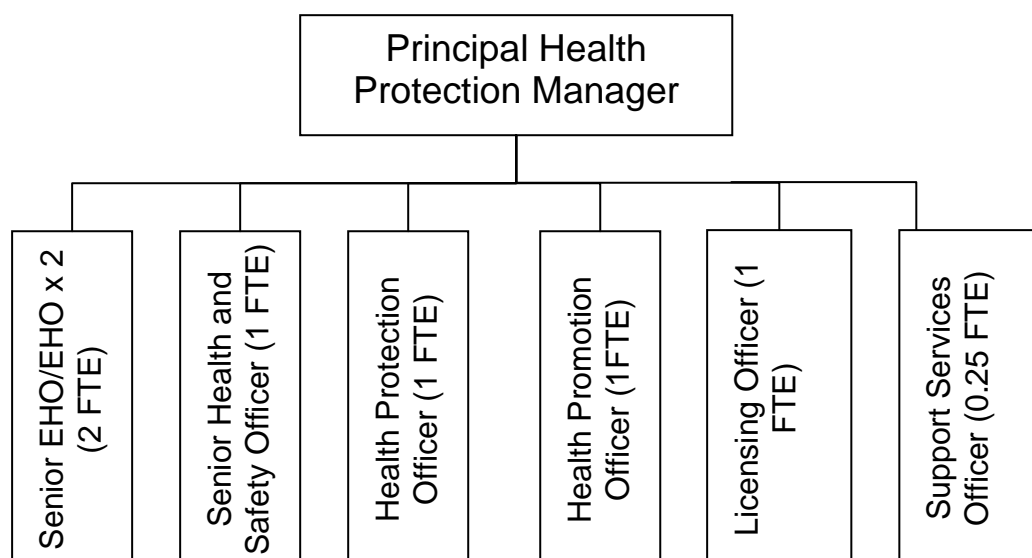 Principal Health
Protection Manager
Senior EHO/EHO x 2
(2 FTE)
Senior Health and
Safety Officer (1 FTE)
Health Protection
Officer (1 FTE)
Health Promotion
Officer (1FTE)
Licensing Officer (1
FTE)
Support Services
Officer (0.25 FTE)